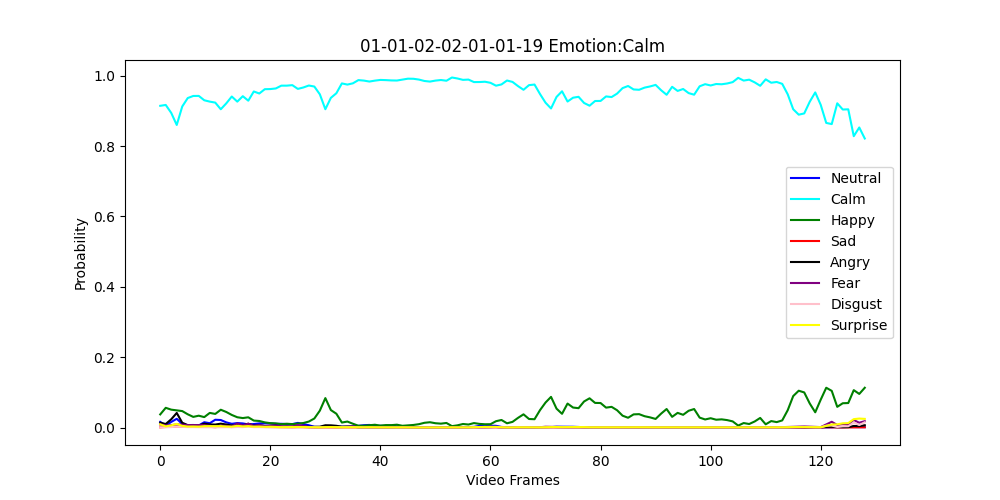 01-01-02-02-01-01-19 Emotion:Calm
1.0
0.8
0.6
0.4
0.2
0.0
Probability
0 20 40 60 80 100 120
Video Frames
Neutral
Calm
Happy
Sad
Angry
Fear
Disgust
Surprise